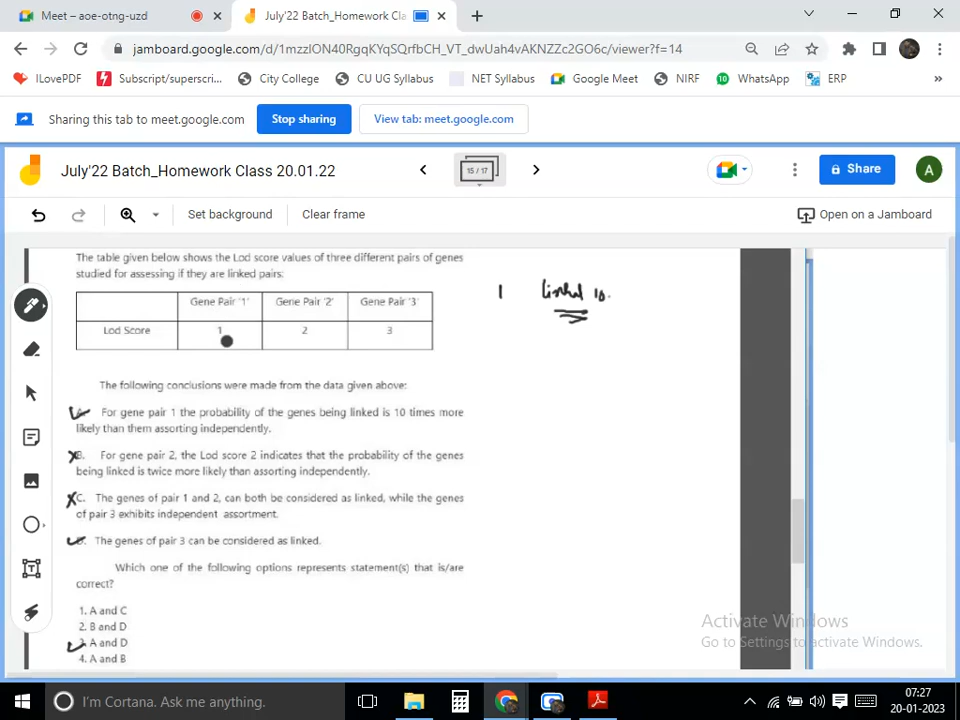 Meet – aoe-otng-uzd
July'22 Batch_Homework Cla
jamboard.google.com/d/1mzzlON40RgqKYqSQrfbCH_VT_dwUah4vAKNZZc2GO6c/viewer?f=14
ILovePDF
Subscript/superscri...
City College
CU UG Syllabus
NET Syllabus
Google Meet
NIRF
WhatsApp
ERP
Sharing this tab to meet.google.com
Stop sharing
View tab: meet.google.com
July'22 Batch_Homework Class 20.01.22
15 / 17
Share
A
Set background
Clear frame
Open on a Jamboard
The table given below shows the Lod score values of three different pairs of genes
studied for assessing if they are linked pairs:
Gene Pair '1' Gene Pair '2' Gene Pair '3'
Lod Score 1 2 3
1 linked 10.
The following conclusions were made from the data given above:
A. For gene pair 1 the probability of the genes being linked is 10 times more
likely than them assorting independently.
B. For gene pair 2, the Lod score 2 indicates that the probability of the genes
being linked is twice more likely than assorting independently.
C. The genes of pair 1 and 2, can both be considered as linked, while the genes
of pair 3 exhibits independent assortment.
D. The genes of pair 3 can be considered as linked.
Which one of the following options represents statement(s) that is/are
correct?
1. A and C
2. B and D
3. A and D
4. A and B
Activate Windows
Go to Settings to activate Windows.
I'm Cortana. Ask me anything.
07:27
20-01-2023